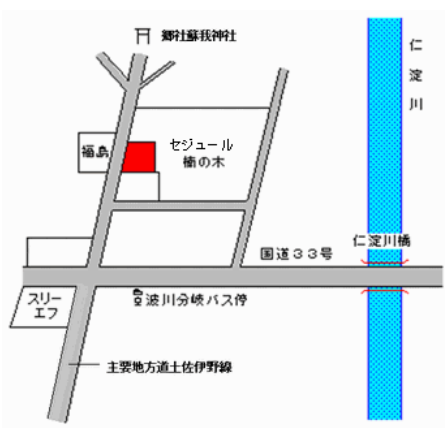 郷社蘇我神社
仁淀川
福島
セジュール
楠の木
仁淀川橋
国道33号
波川分岐バス停
スリー
エフ
主要地方道土佐伊野線